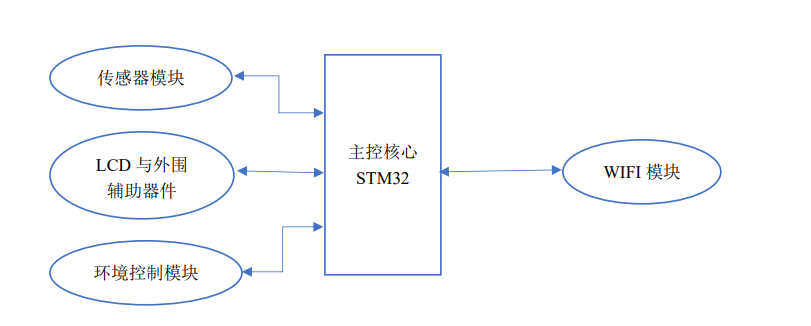 传感器模块
LCD 与外围
辅助器件
环境控制模块
主控核心
STM32
WIFI 模块